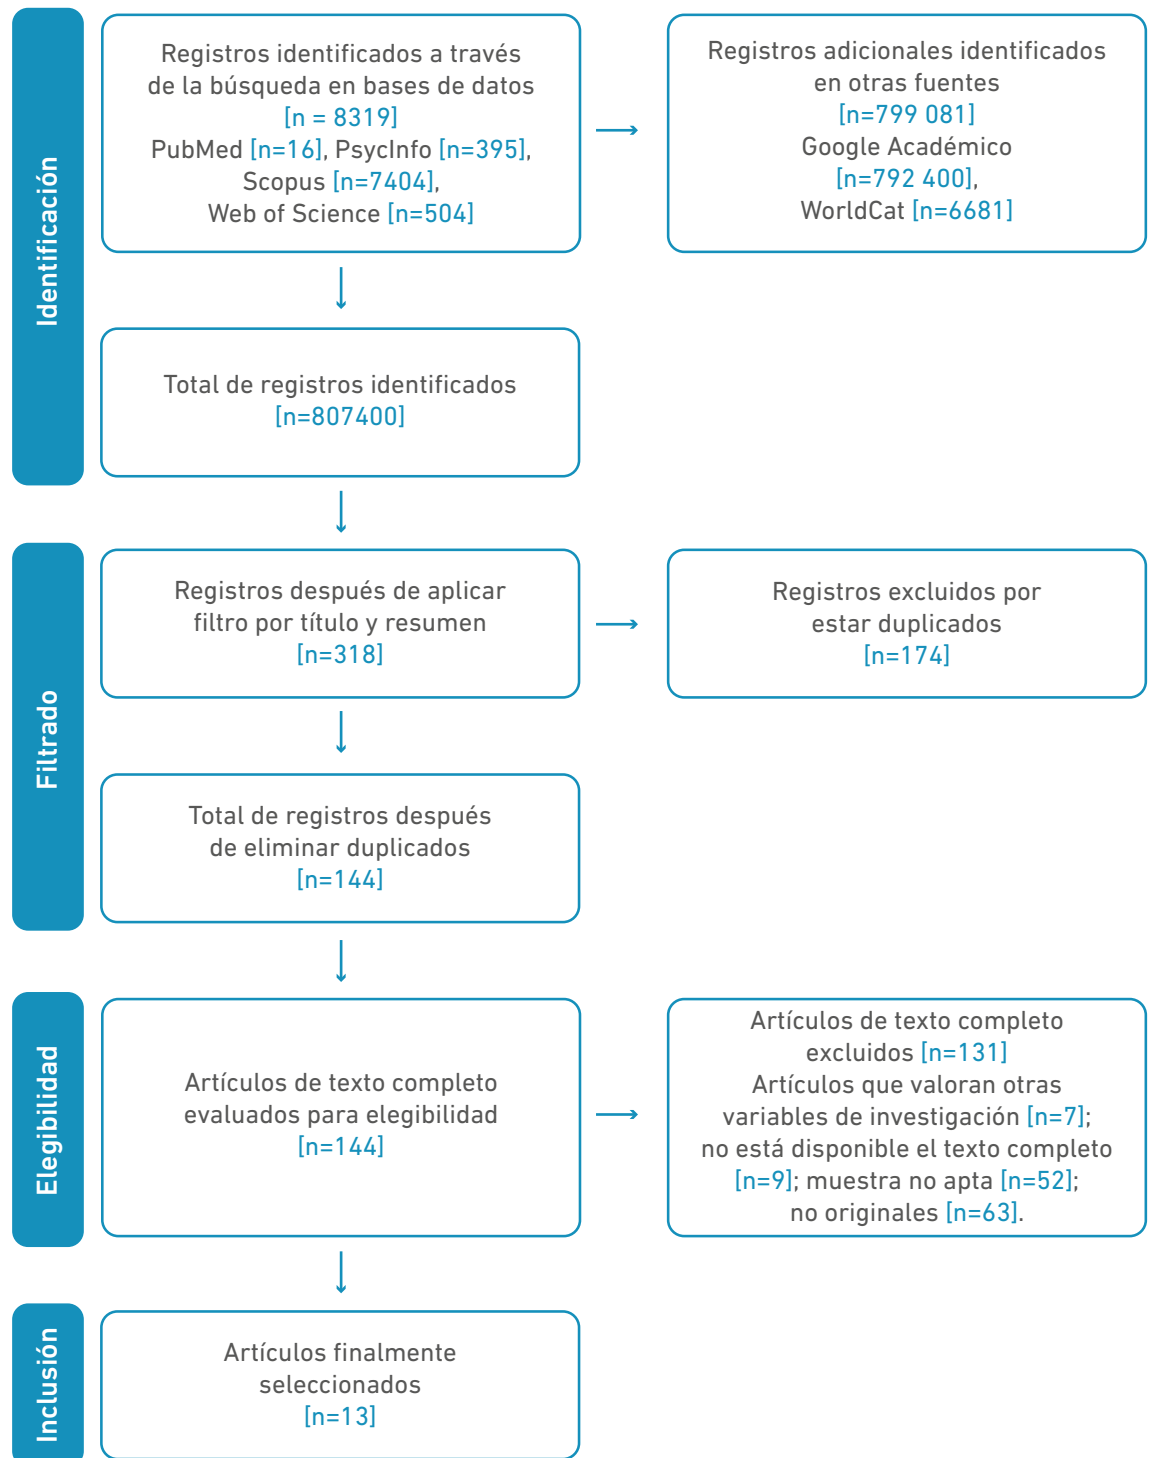 Identificación
Registros identificados a través
de la búsqueda en bases de datos
[n = 8319]
PubMed [n=16], PsycInfo [n=395],
Scopus [n=7404],
Web of Science [n=504]
Registros adicionales identificados
en otras fuentes
[n=799 081]
Google Académico
[n=792 400],
WorldCat [n=6681]
Total de registros identificados
[n=807400]
Filtrado
Registros después de aplicar
filtro por título y resumen
[n=318]
Registros excluidos por
estar duplicados
[n=174]
Total de registros después
de eliminar duplicados
[n=144]
Elegibilidad
Artículos de texto completo
evaluados para elegibilidad
[n=144]
Artículos de texto completo
excluidos [n=131]
Artículos que valoran otras
variables de investigación [n=7];
no está disponible el texto completo
[n=9]; muestra no apta [n=52];
no originales [n=63].
Inclusión
Artículos finalmente
seleccionados
[n=13]